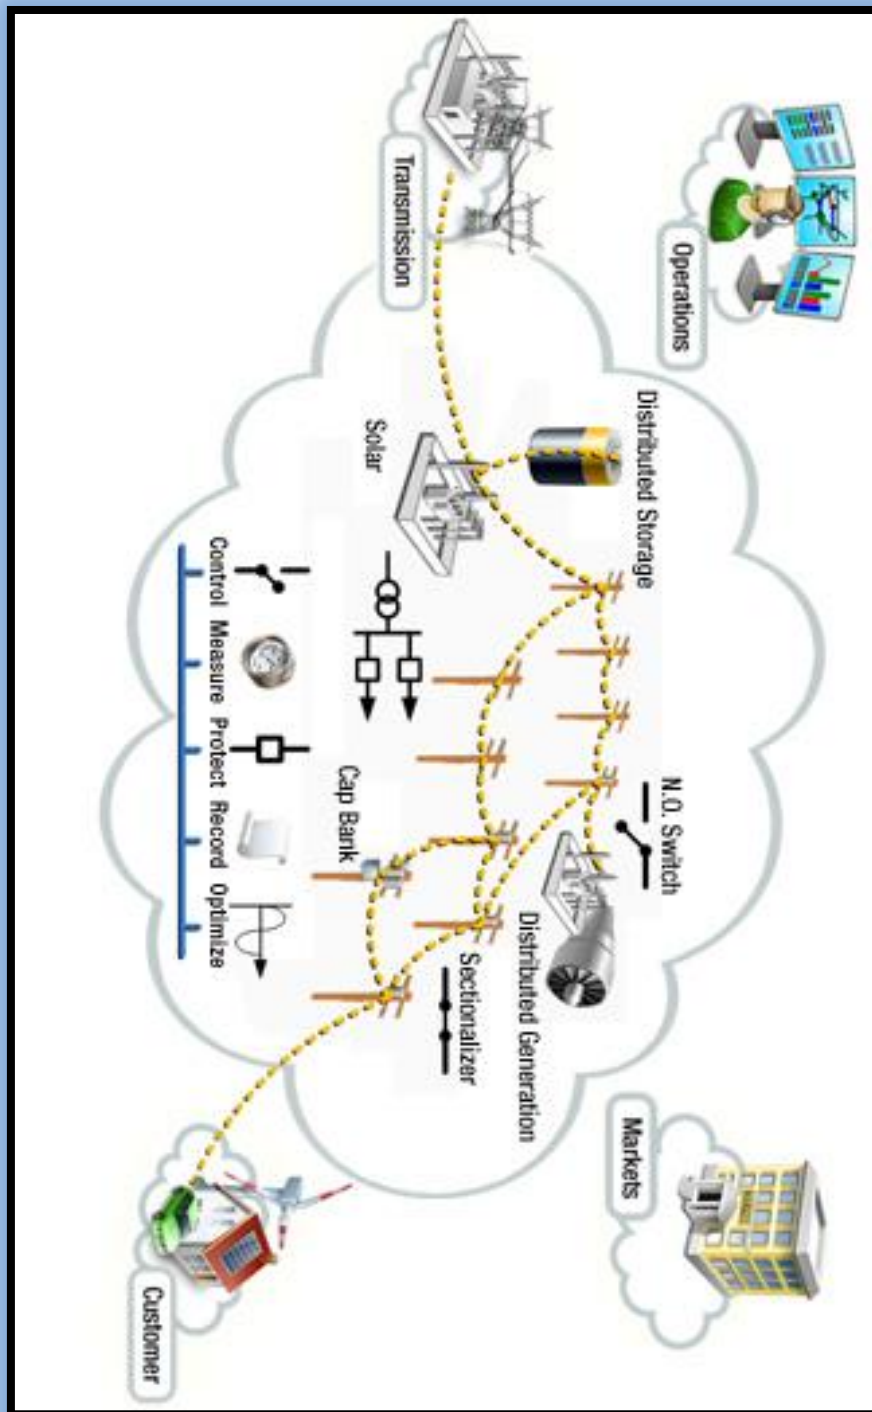 Operations
Markets
Transmission
Distributed Storage
N.O. Switch
Distributed Generation
Solar
Sectionalizer
Cap Bank
Control Measure Protect Record Optimize
Customer